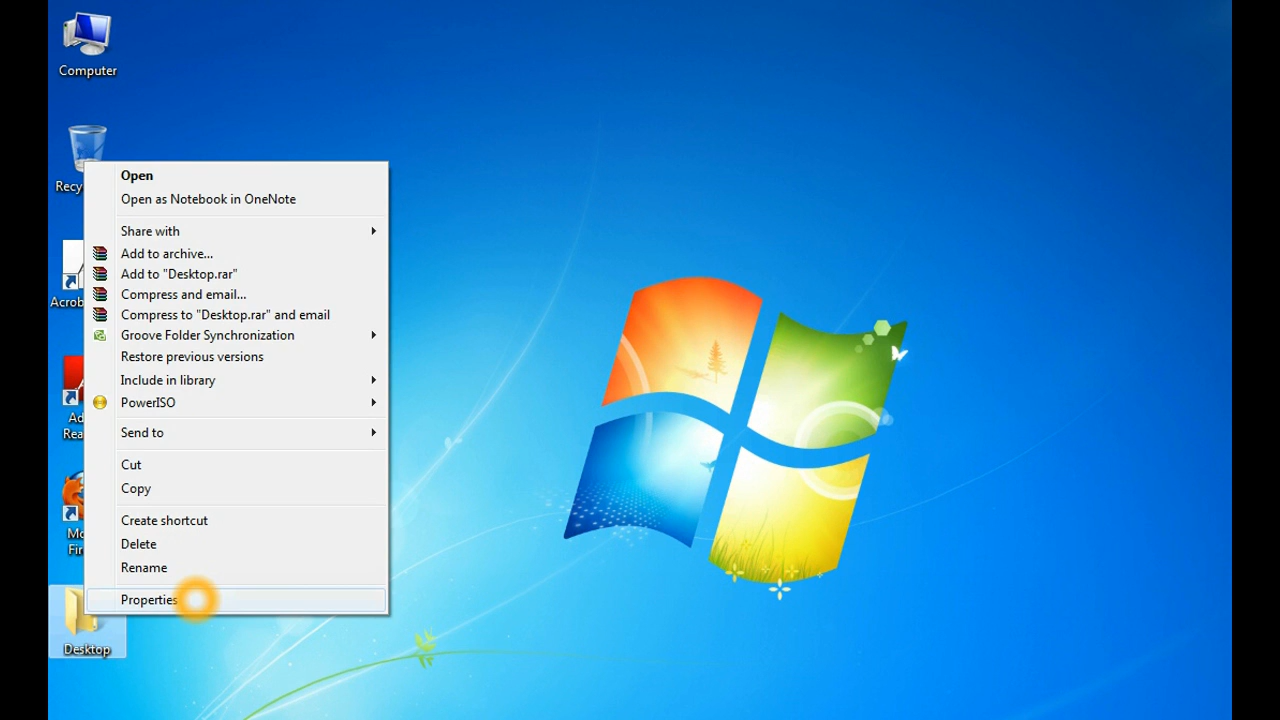 Computer
Recy
Open
Open as Notebook in OneNote
Share with
Add to archive...
Add to "Desktop.rar"
Compress and email...
Compress to "Desktop.rar" and email
Groove Folder Synchronization
Restore previous versions
Include in library
PowerISO
Send to
Cut
Copy
Create shortcut
Delete
Rename
Properties
Acrob
Ad
Rea
Mo
Fir
Desktop